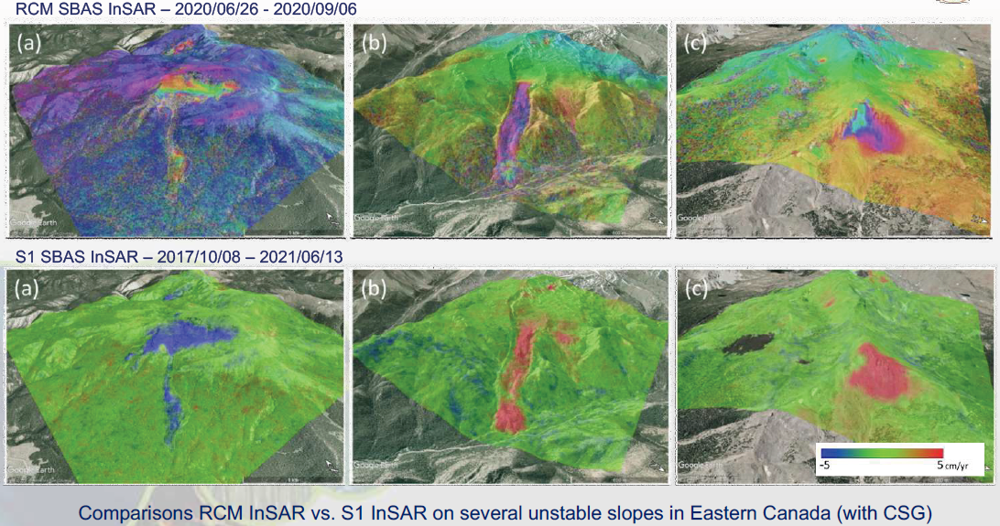 RCM SBAS InSAR – 2020/06/26 - 2020/09/06
(a)
(b)
(c)
Google Earth
Google Earth
Google Earth
S1 SBAS InSAR – 2017/10/08 – 2021/06/13
(a)
(b)
(c)
-5
5 cm/yr
Google Earth
Google Earth
Google Earth
Comparisons RCM InSAR vs. S1 InSAR on several unstable slopes in Eastern Canada (with CSG)